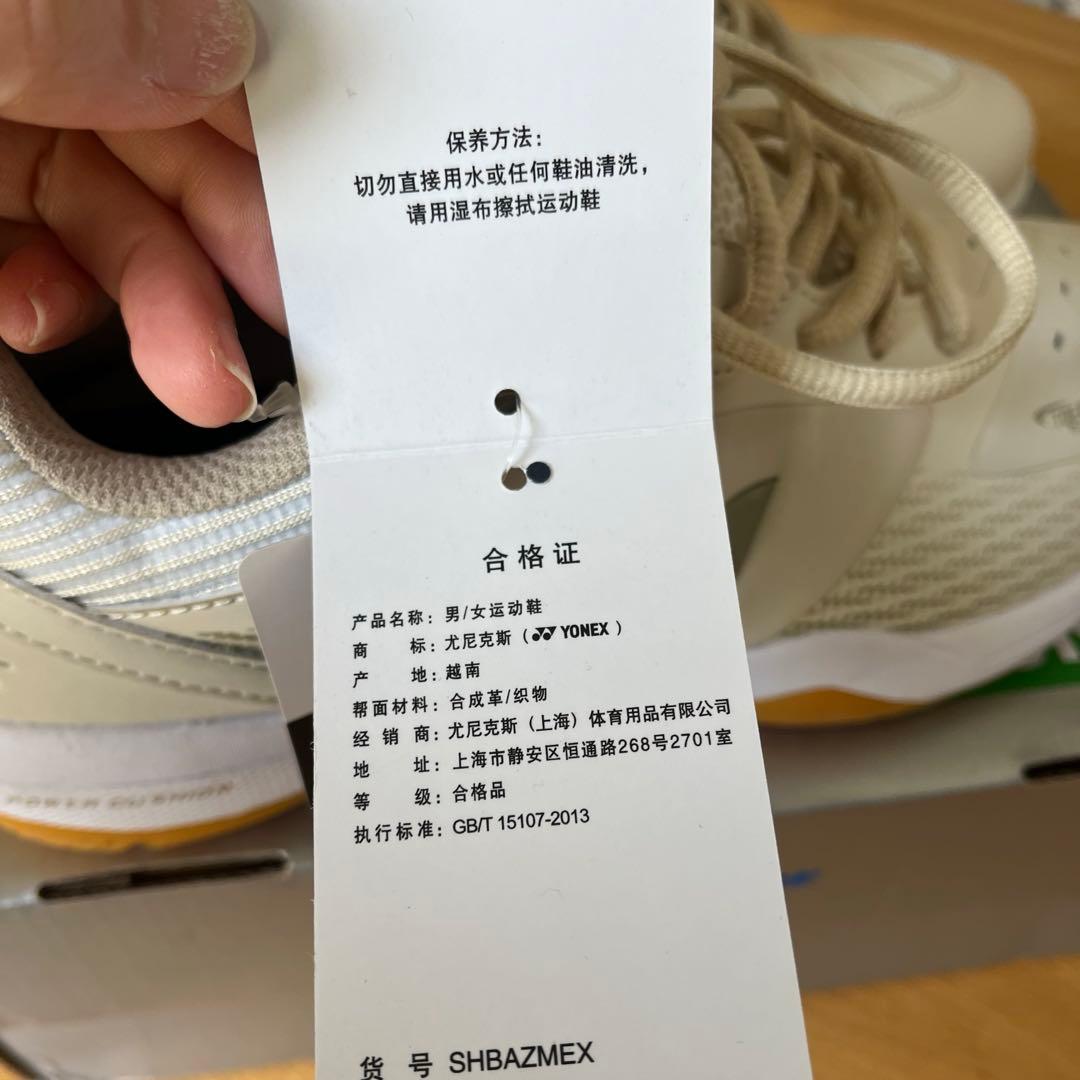 保养方法：
切勿直接用水或任何鞋油清洗，
请用湿布擦拭运动鞋
合格证
产品名称：男/女运动鞋
商 标：尤尼克斯（YONEX）
产 地：越南
帮面材料：合成革/织物
经 销 商：尤尼克斯（上海）体育用品有限公司
地 址：上海市静安区恒通路268号2701室
等 级：合格品
执行标准：GB/T 15107-2013
货 号 SHBAZMEX
POWER CUSHION